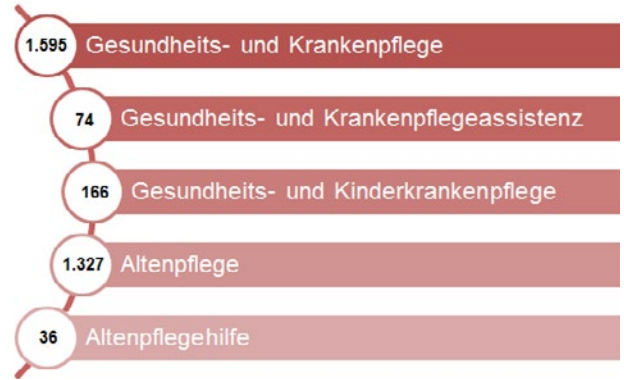 1.595 Gesundheits- und Krankenpflege
74 Gesundheits- und Krankenpflegeassistenz
166 Gesundheits- und Kinderkrankenpflege
1.327 Altenpflege
36 Altenpflegehilfe